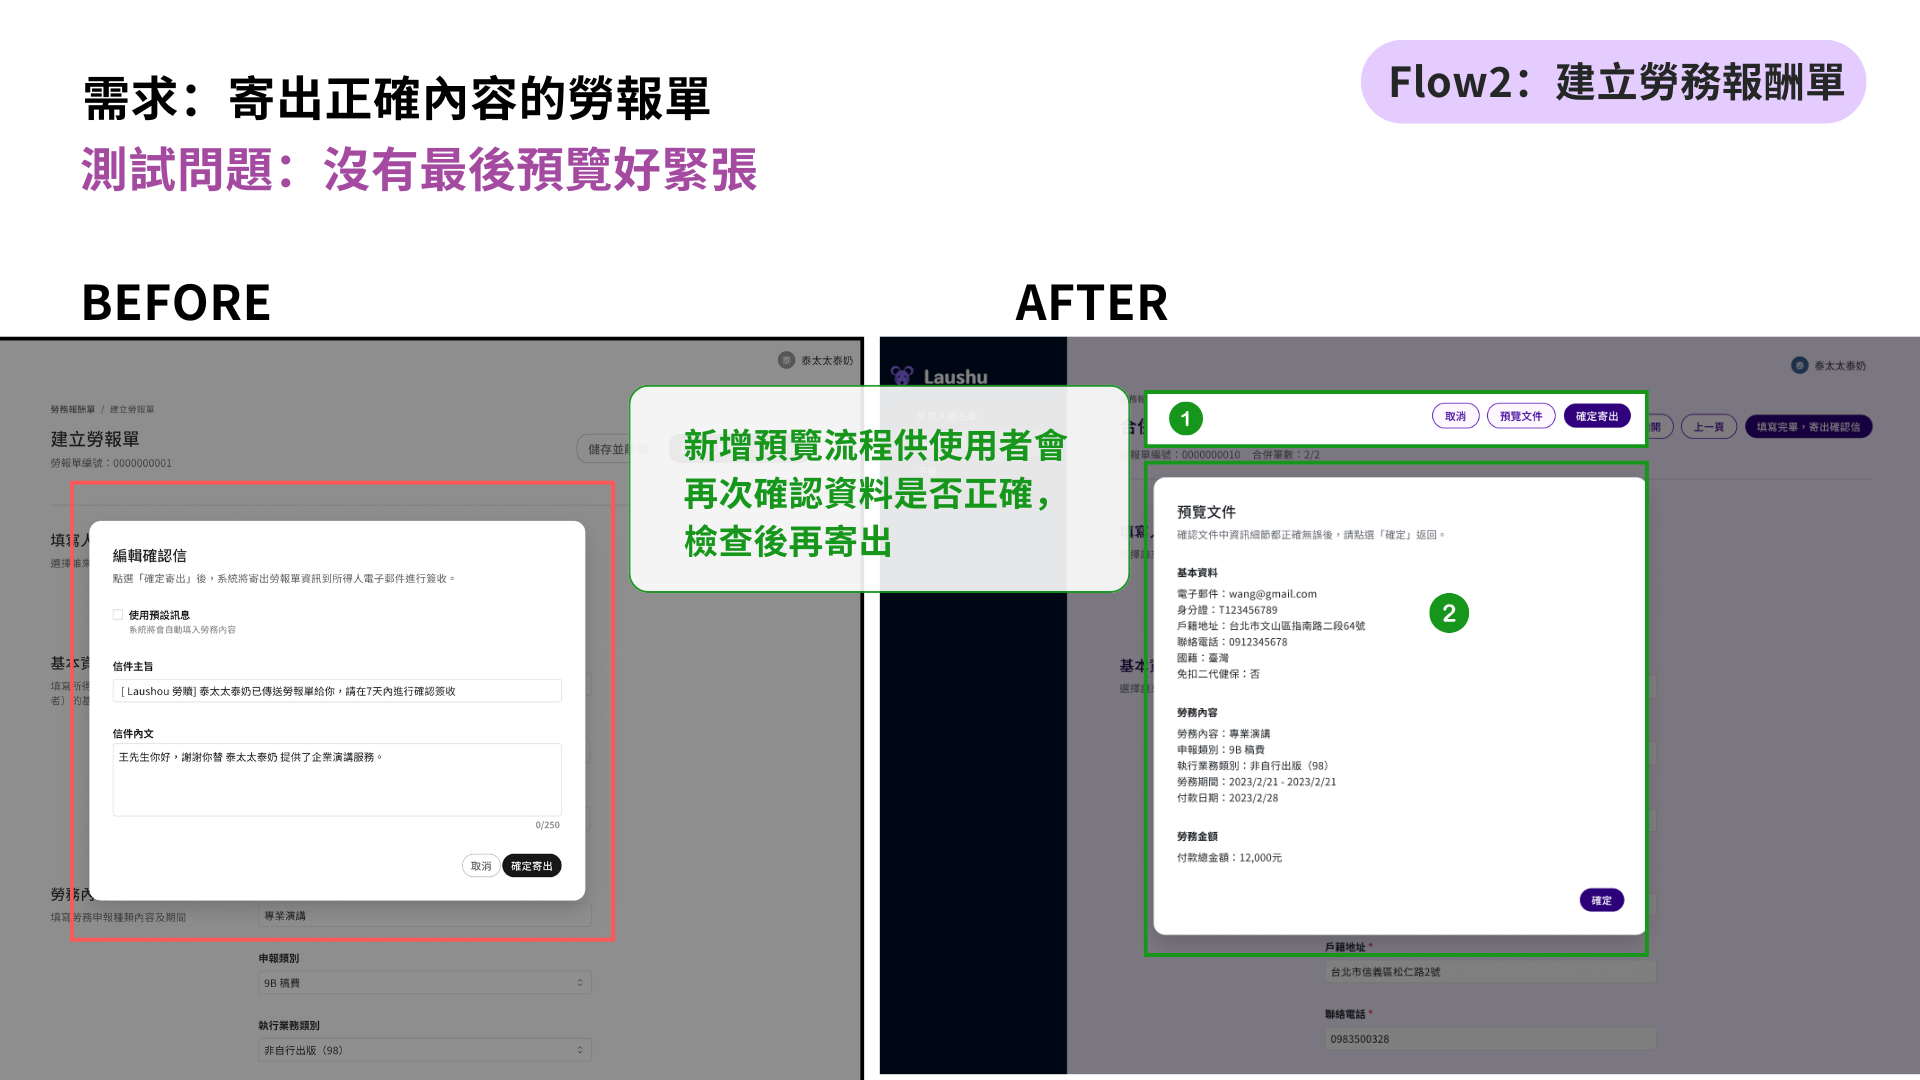 需求：寄出正確內容的勞報單
測試問題：沒有最後預覽好緊張
Flow2：建立勞務報酬單
BEFORE
AFTER
泰 泰太太泰奶
勞務報酬單 / 建立勞報單
建立勞報單
勞報單編號：0000000001
儲存並
填寫人
選擇誰來
基本資
填寫所得
者）的基
勞務內
填寫勞務申報種類內容及期間
編輯確認信
點選「確定寄出」後，系統將寄出勞報單資訊到所得人電子郵件進行簽收。
使用預設訊息
系統將會自動填入勞務內容
信件主旨
[ Laushou 勞贖] 泰太太泰奶已傳送勞報單給你，請在7天內進行確認簽收
信件內文
王先生你好，謝謝你替 泰太太泰奶 提供了企業演講服務。
0/250
取消 確定寄出
專業演講
申報類別
9B 稿費
執行業務類別
非自行出版（98）
新增預覽流程供使用者會
再次確認資料是否正確，
檢查後再寄出
Laushu
泰 泰太太泰奶
1
取消 預覽文件 確定寄出
開 上一頁 填寫完畢，寄出確認信
報單編號：0000000010 合併筆數：2/2
基本
選擇
預覽文件
確認文件中資訊細節都正確無誤後，請點選「確定」返回。
基本資料
電子郵件：wang@gmail.com
身分證：T123456789
戶籍地址：台北市文山區指南路二段64號
聯絡電話：0912345678
國籍：臺灣
免扣二代健保：否
2
勞務內容
勞務內容：專業演講
申報類別：9B 稿費
執行業務類別：非自行出版（98）
勞務期間：2023/2/21 - 2023/2/21
付款日期：2023/2/28
勞務金額
付款總金額：12,000元
確定
戶籍地址 *
台北市信義區松仁路2號
聯絡電話 *
0983500328